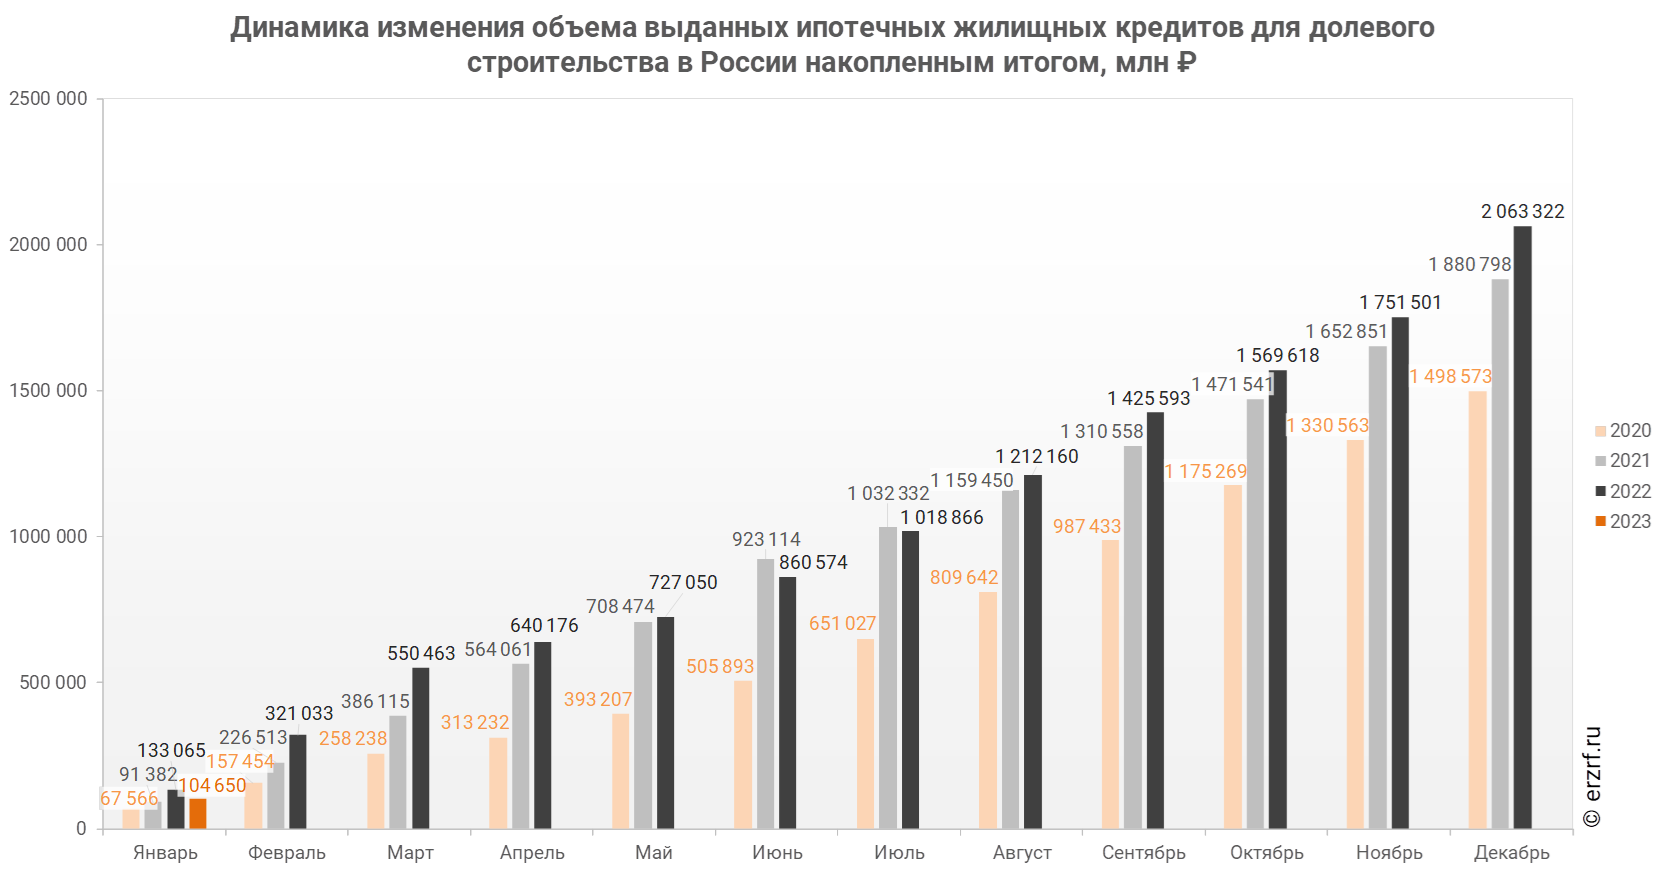 Динамика изменения объема выданных ипотечных жилищных кредитов для долевого
строительства в России накопленным итогом, млн ₽
2500 000
2000 000
1500 000
1000 000
500 000
0
67 566
91 382
133 065
104 650
157 454
226 513
321 033
258 238
386 115
550 463
313 232
564 061
640 176
393 207
708 474
727 050
505 893
923 114
860 574
651 027
1 032 332
1 018 866
809 642
1 159 450
1 212 160
987 433
1 310 558
1 425 593
1 175 269
1 471 541
1 569 618
1 330 563
1 652 851
1 751 501
1 498 573
1 880 798
2 063 322
Январь
Февраль
Март
Апрель
Май
Июнь
Июль
Август
Сентябрь
Октябрь
Ноябрь
Декабрь
2020
2021
2022
2023
© erzrf.ru